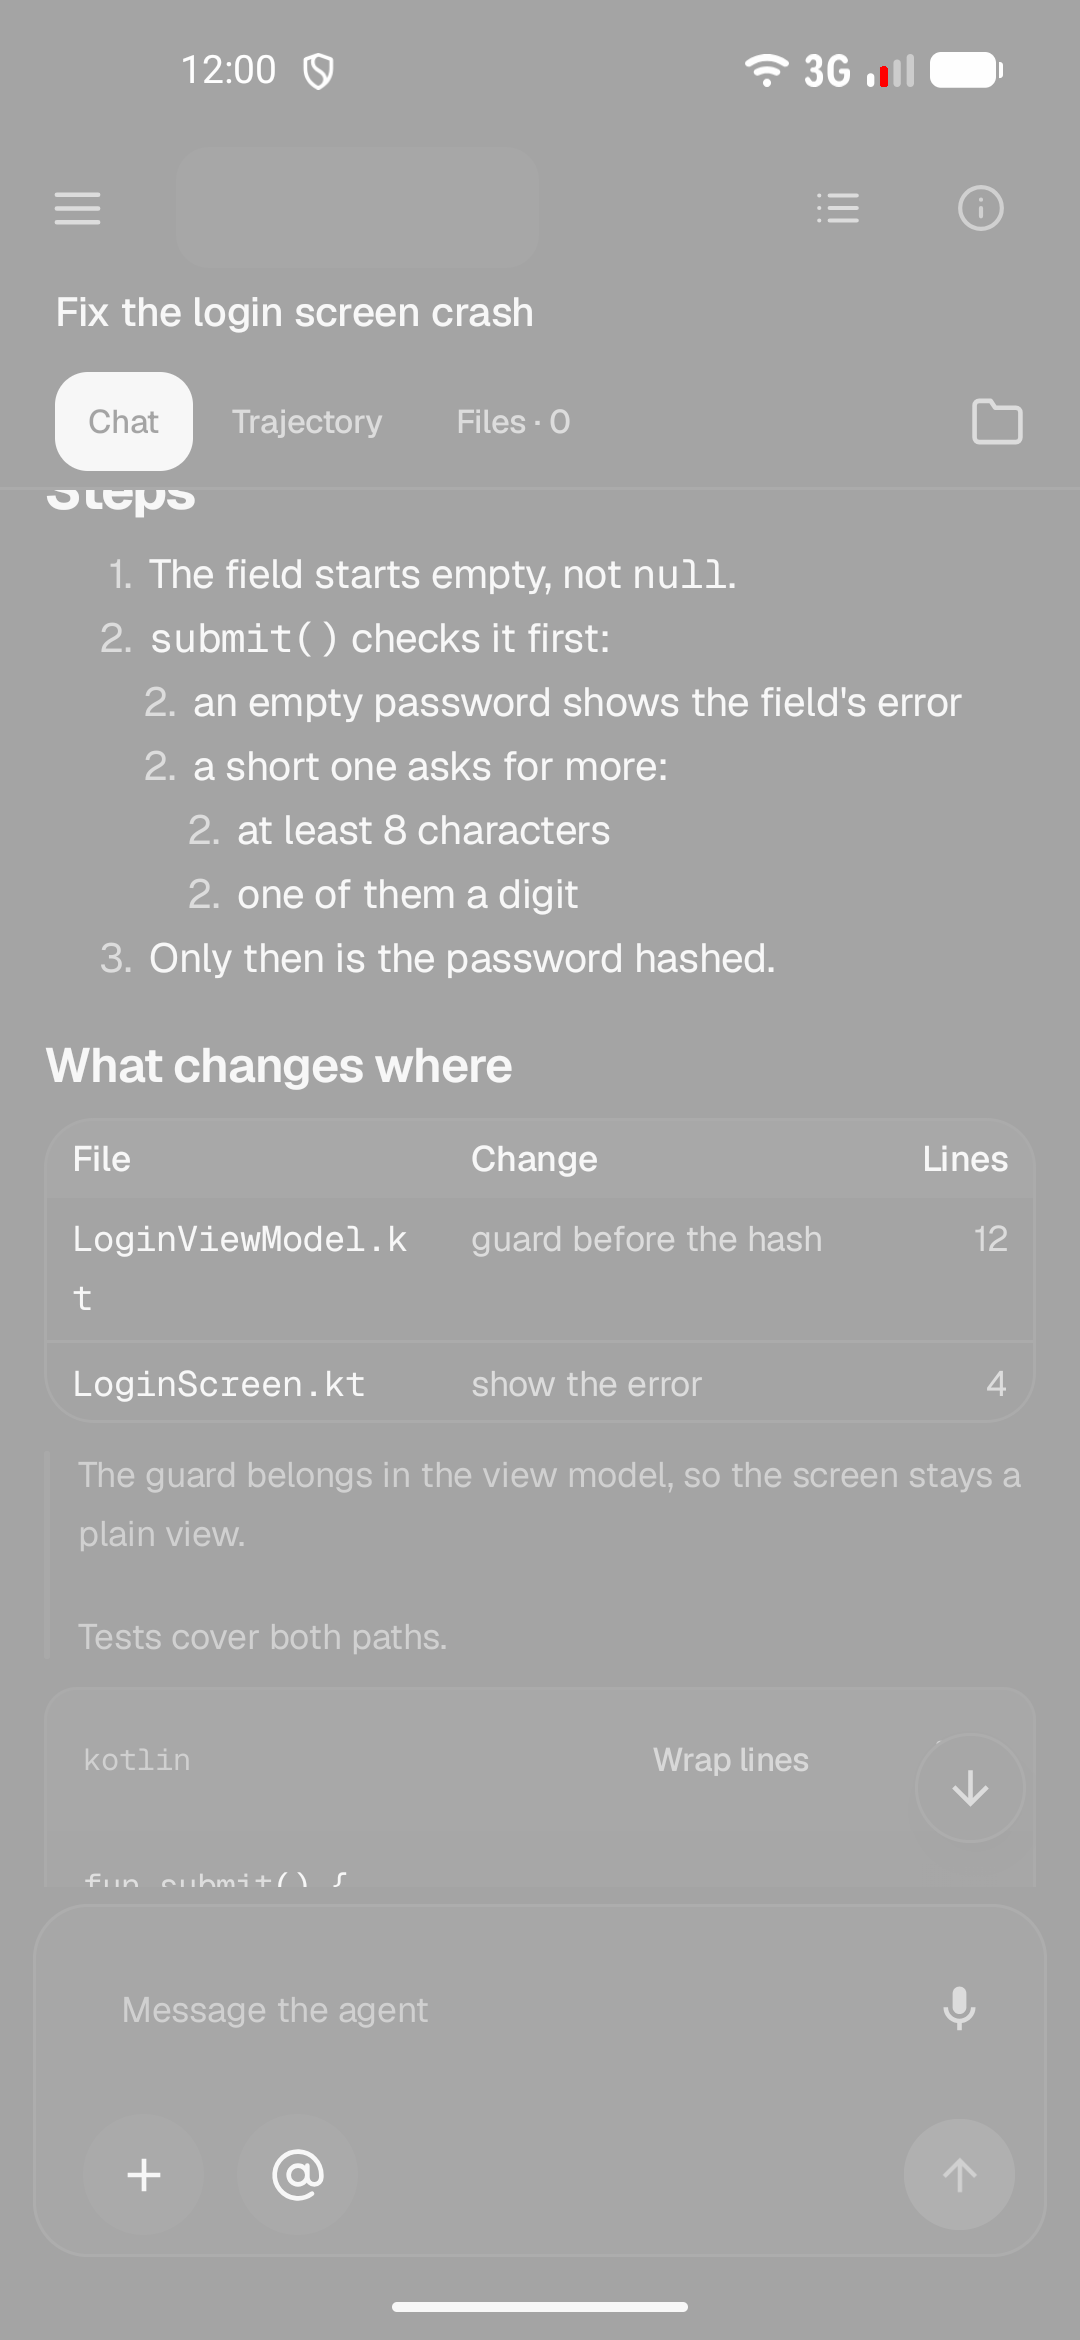 12:00
3G
Fix the login screen crash
Chat
Trajectory
Files · 0
Steps
1. The field starts empty, not null.
2. submit() checks it first:
2. an empty password shows the field's error
2. a short one asks for more:
2. at least 8 characters
2. one of them a digit
3. Only then is the password hashed.
What changes where
File Change Lines
LoginViewModel.k guard before the hash 12
t
LoginScreen.kt show the error 4
The guard belongs in the view model, so the screen stays a
plain view.
Tests cover both paths.
kotlin
Wrap lines
fun submit() {
Message the agent